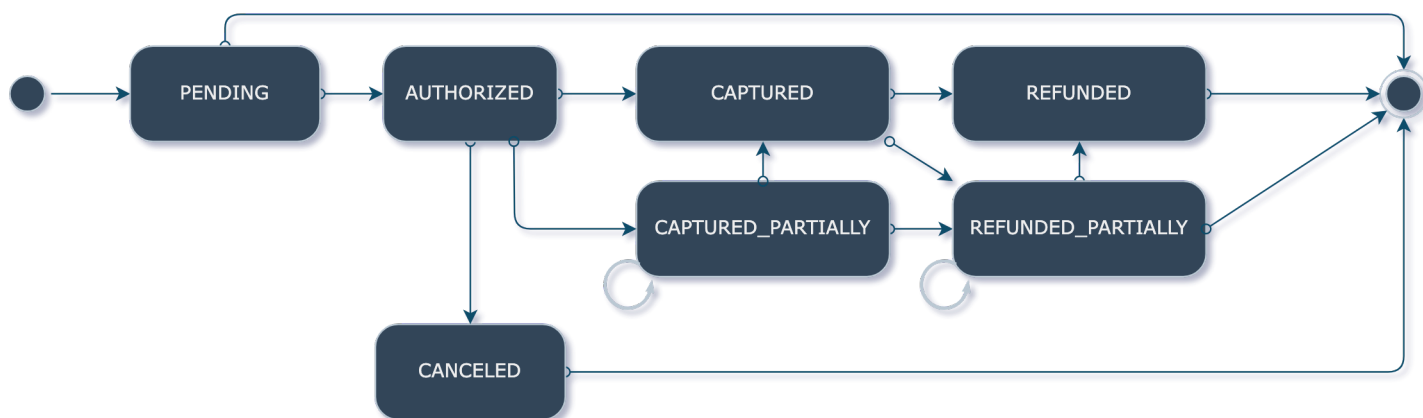 PENDING
AUTHORIZED
CAPTURED
REFUNDED
CAPTURED_PARTIALLY
REFUNDED_PARTIALLY
CANCELED